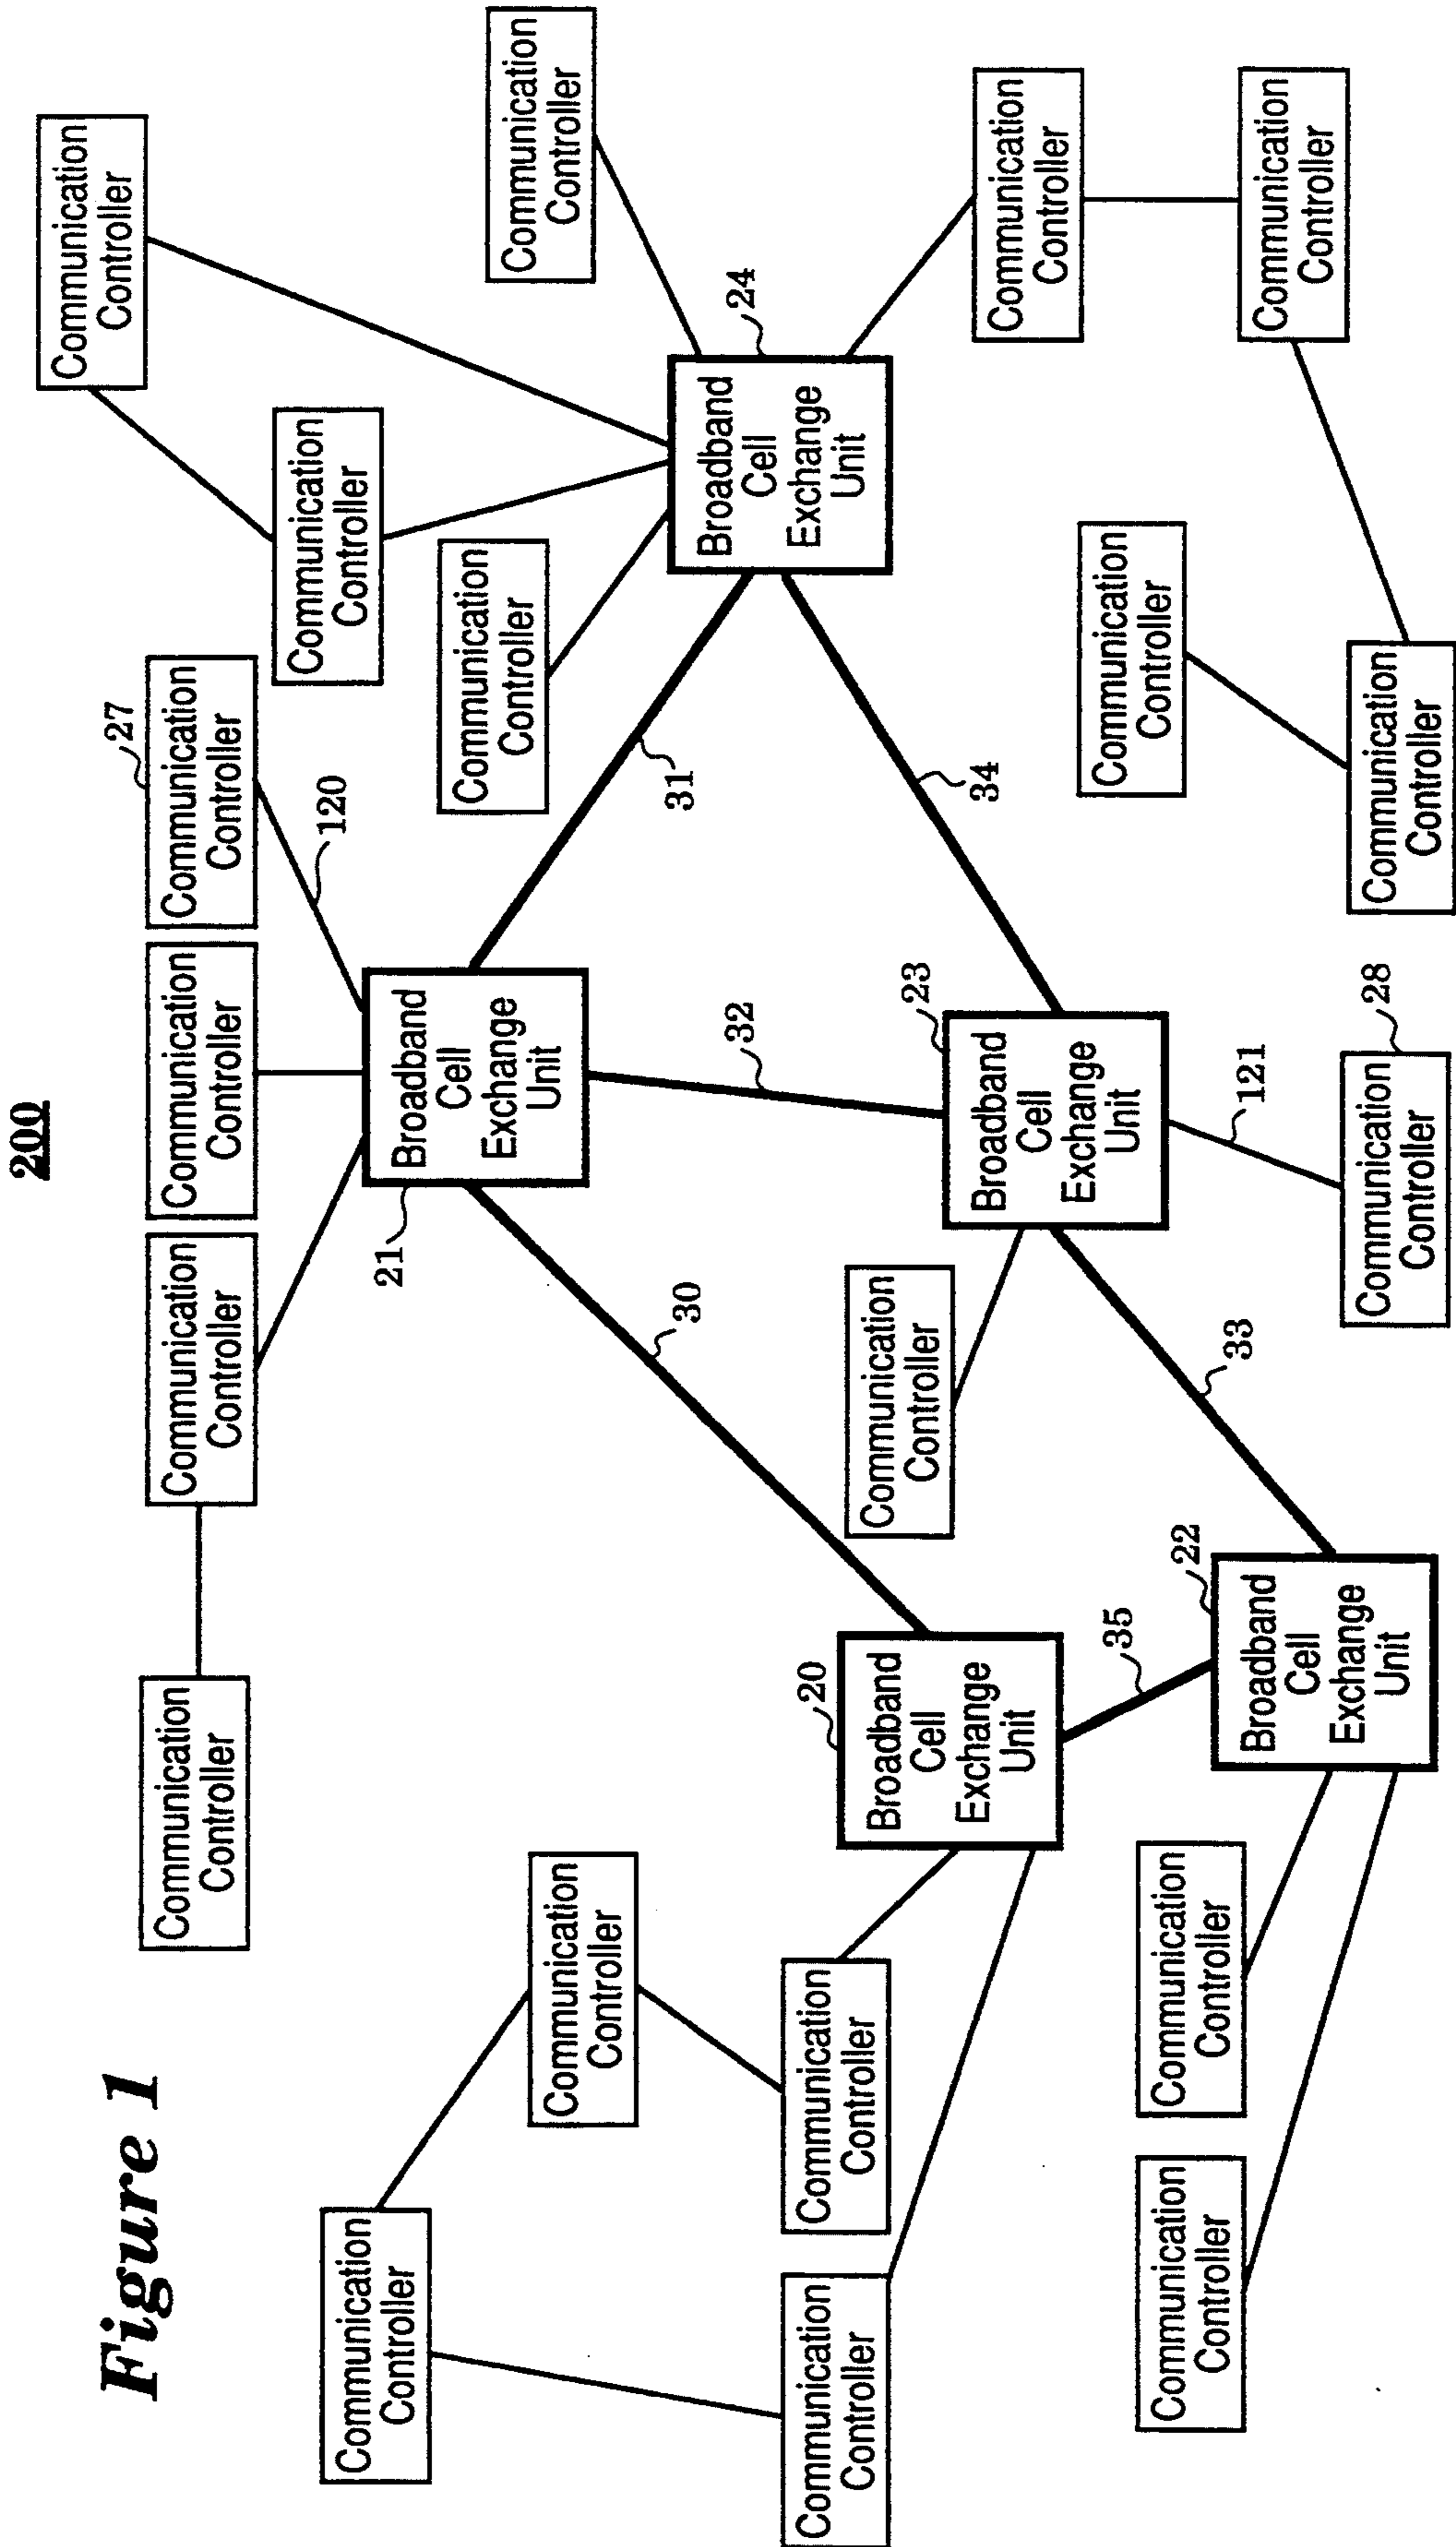 200
Figure 1
Communication
Controller
27
Communication
Controller
Communication
Controller
Communication
Controller
Communication
Controller
120
Communication
Controller
Communication
Controller
21
Broadband
Cell
Exchange
Unit
Communication
Controller
Communication
Controller
Communication
Controller
30
31
32
24
Broadband
Cell
Exchange
Unit
Communication
Controller
Communication
Controller
20
Broadband
Cell
Exchange
Unit
Communication
Controller
23
Broadband
Cell
Exchange
Unit
34
Communication
Controller
35
Communication
Controller
Communication
Controller
22
Broadband
Cell
Exchange
Unit
33
121
Communication
Controller
Communication
Controller
28
Communication
Controller
Communication
Controller